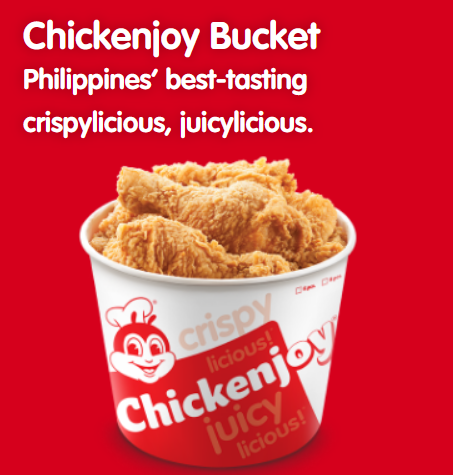 Chickenjoy Bucket
Philippines' best-tasting
crispylicious, juicylicious.
crispy
licious!
Chickenjoy
juicy
licious!